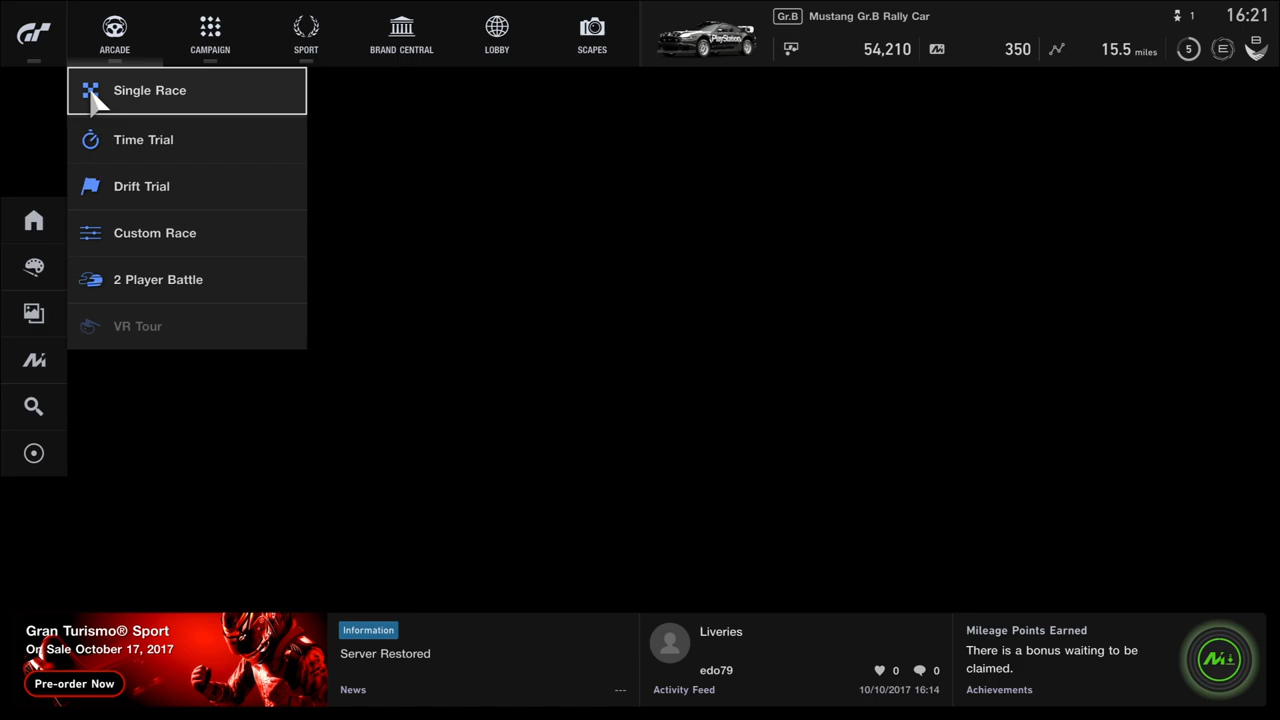 ARCADE
CAMPAIGN
SPORT
BRAND CENTRAL
LOBBY
SCAPES
Gr.B Mustang Gr.B Rally Car
1
16:21
PlayStation
54,210
350
15.5 miles
5
E
B
Single Race
Time Trial
Drift Trial
Custom Race
2 Player Battle
VR Tour
Gran Turismo® Sport
On Sale October 17, 2017
Pre-order Now
Information
Server Restored
News
---
Liveries
edo79
0
0
Activity Feed
10/10/2017 16:14
Mileage Points Earned
There is a bonus waiting to be
claimed.
Achievements